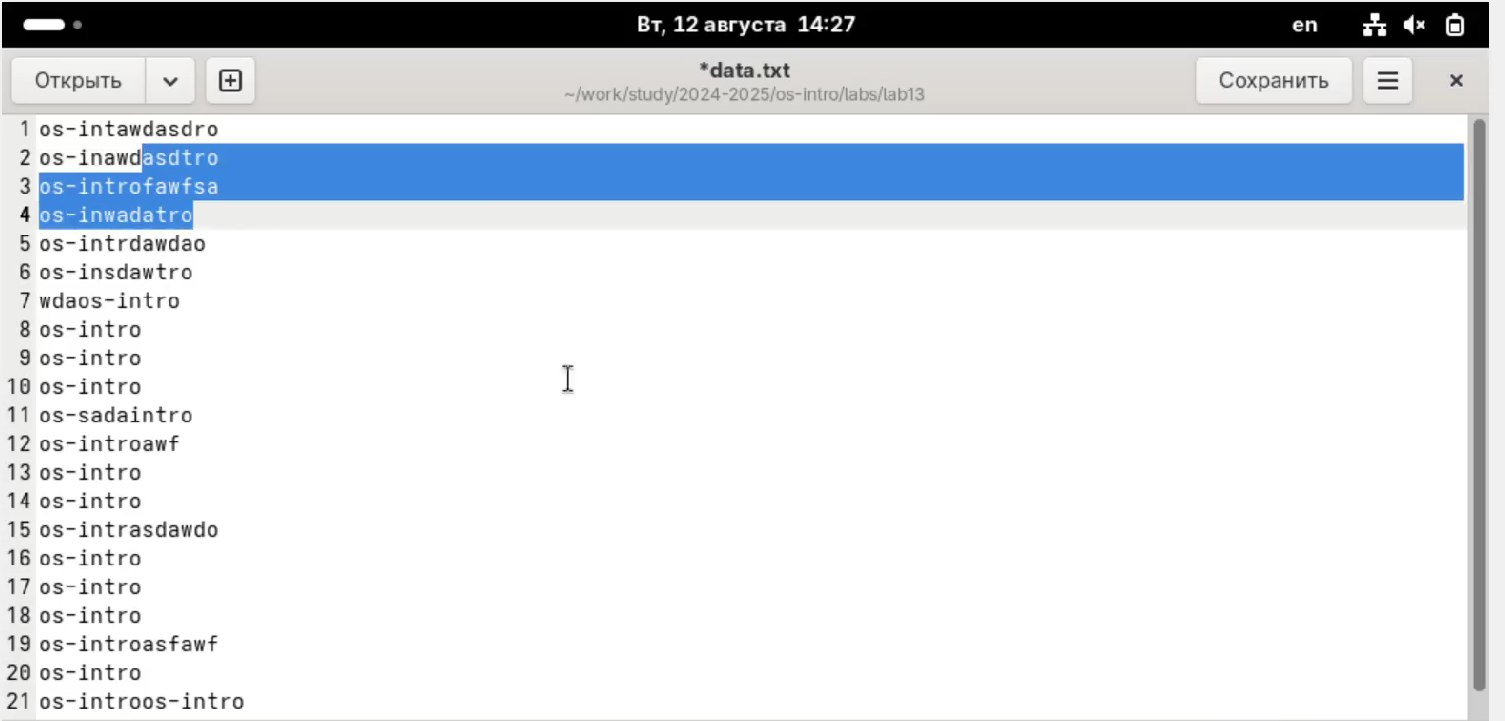 Вт, 12 августа 14:27
en
Открыть
*data.txt
~/work/study/2024-2025/os-intro/labs/lab13
Сохранить
1 os-intawdasdro
2 os-inawdasdtro
3 os-introfawfsa
4 os-inwadatro
5 os-intrdawdao
6 os-insdawtro
7 wdaos-intro
8 os-intro
9 os-intro
10 os-intro
11 os-sadaintro
12 os-introawf
13 os-intro
14 os-intro
15 os-intrasdawdo
16 os-intro
17 os-intro
18 os-intro
19 os-introasfawf
20 os-intro
21 os-introos-intro